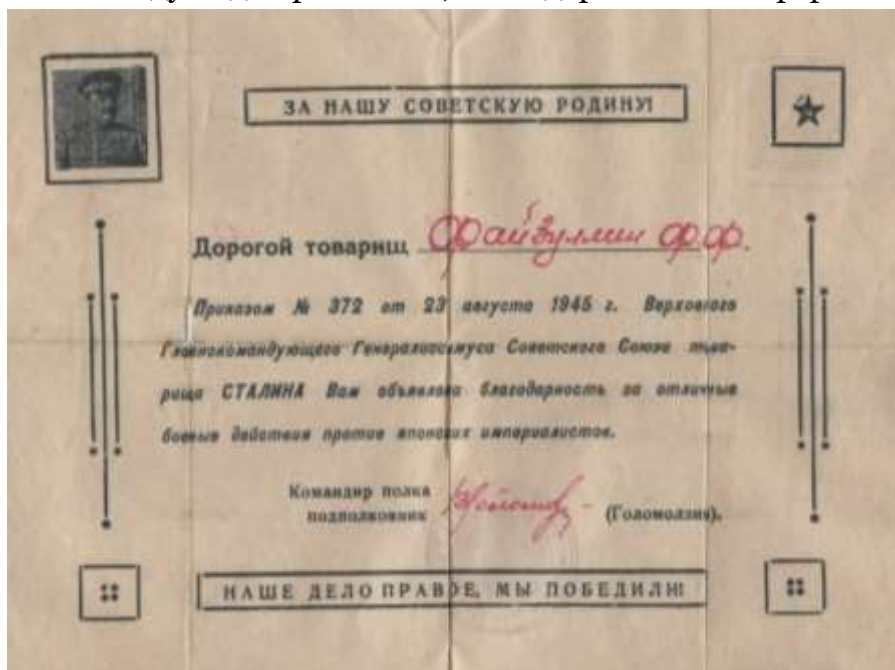 ЗА НАШУ СОВЕТСКУЮ РОДИНУ!
Дорогой товарищ Файзуллин Ф.Ф.
Приказом № 372 от 23 августа 1945 г. Верховного
Главнокомандующего Генералиссимуса Советского Союза това-
рища СТАЛИНА Вам объявлена благодарность за отличные
боевые действия против японских империалистов.
Командир полка
подполковник (Голомолзин).
НАШЕ ДЕЛО ПРАВОЕ, МЫ ПОБЕДИЛИ!